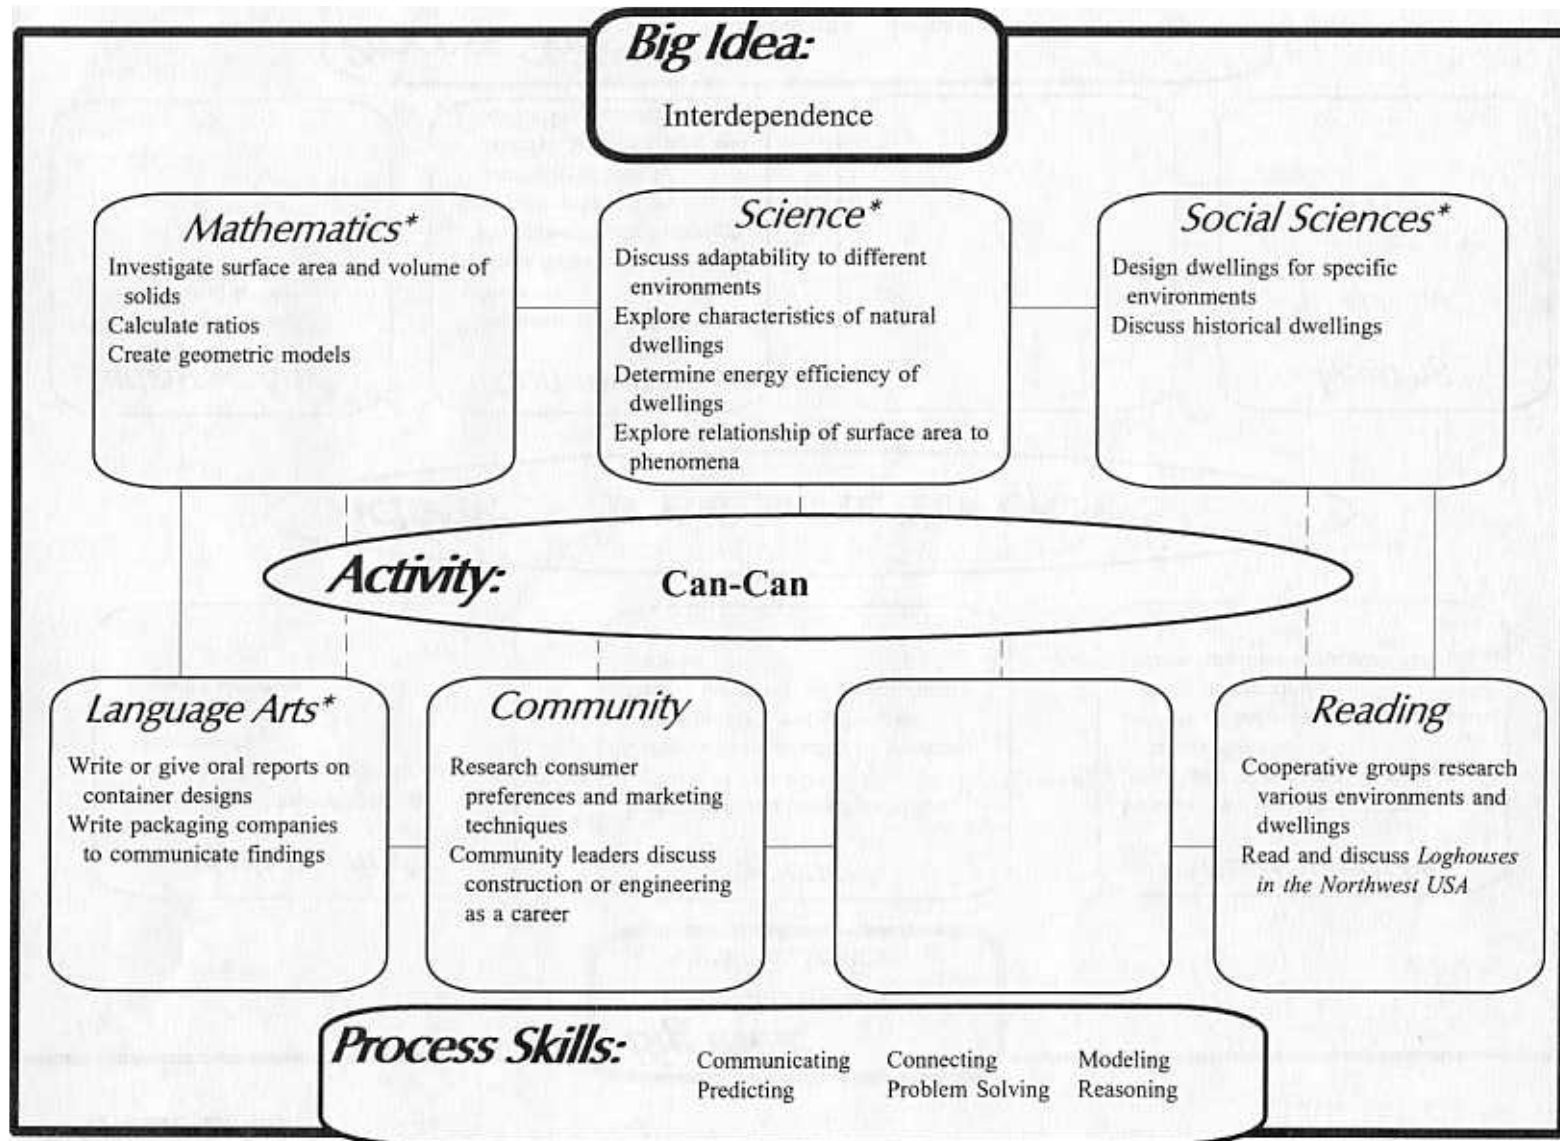 Big Idea:
Interdependence
Mathematics*
Investigate surface area and volume of
solids
Calculate ratios
Create geometric models
Science*
Discuss adaptability to different
environments
Explore characteristics of natural
dwellings
Determine energy efficiency of
dwellings
Explore relationship of surface area to
phenomena
Social Sciences*
Design dwellings for specific
environments
Discuss historical dwellings
Activity: Can-Can
Language Arts*
Write or give oral reports on
container designs
Write packaging companies
to communicate findings
Community
Research consumer
preferences and marketing
techniques
Community leaders discuss
construction or engineering
as a career
Reading
Cooperative groups research
various environments and
dwellings
Read and discuss Loghouses
in the Northwest USA
Process Skills:
Communicating Connecting Modeling
Predicting Problem Solving Reasoning